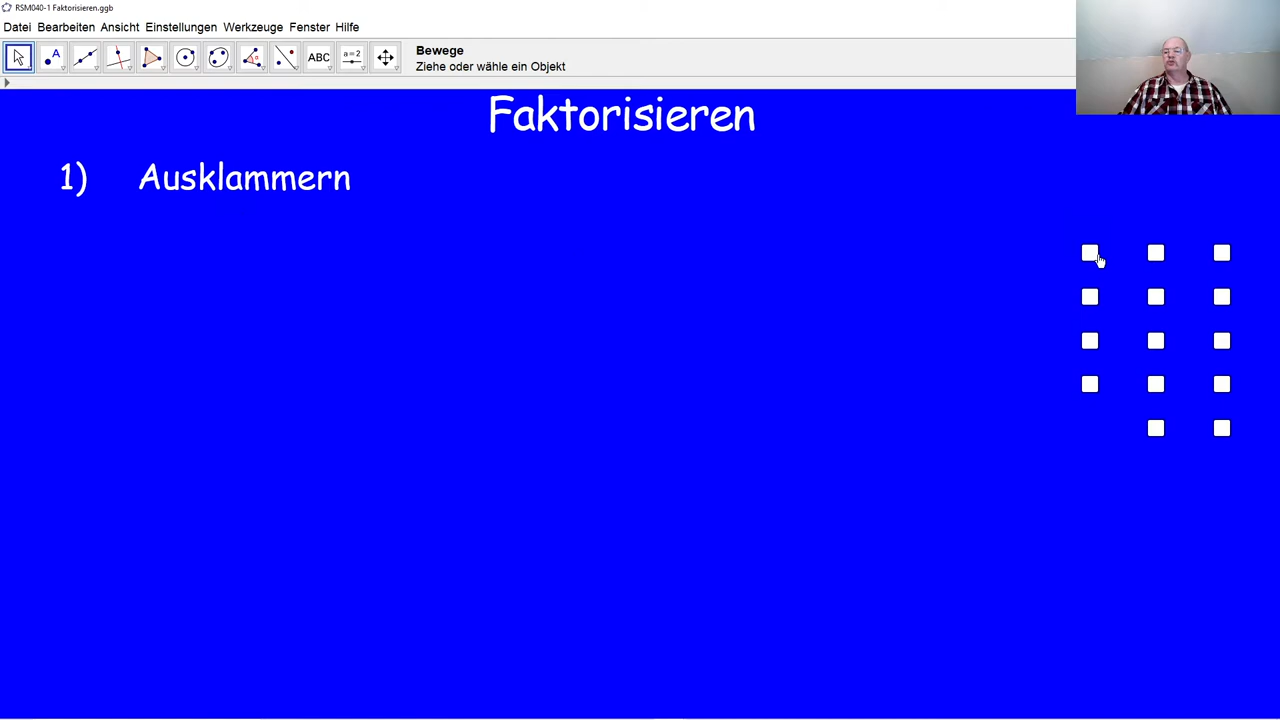 RSM040-1 Faktorisieren.ggb
Datei Bearbeiten Ansicht Einstellungen Werkzeuge Fenster Hilfe
A
ABC
a=2
Bewege
Ziehe oder wähle ein Objekt
Faktorisieren
1) Ausklammern